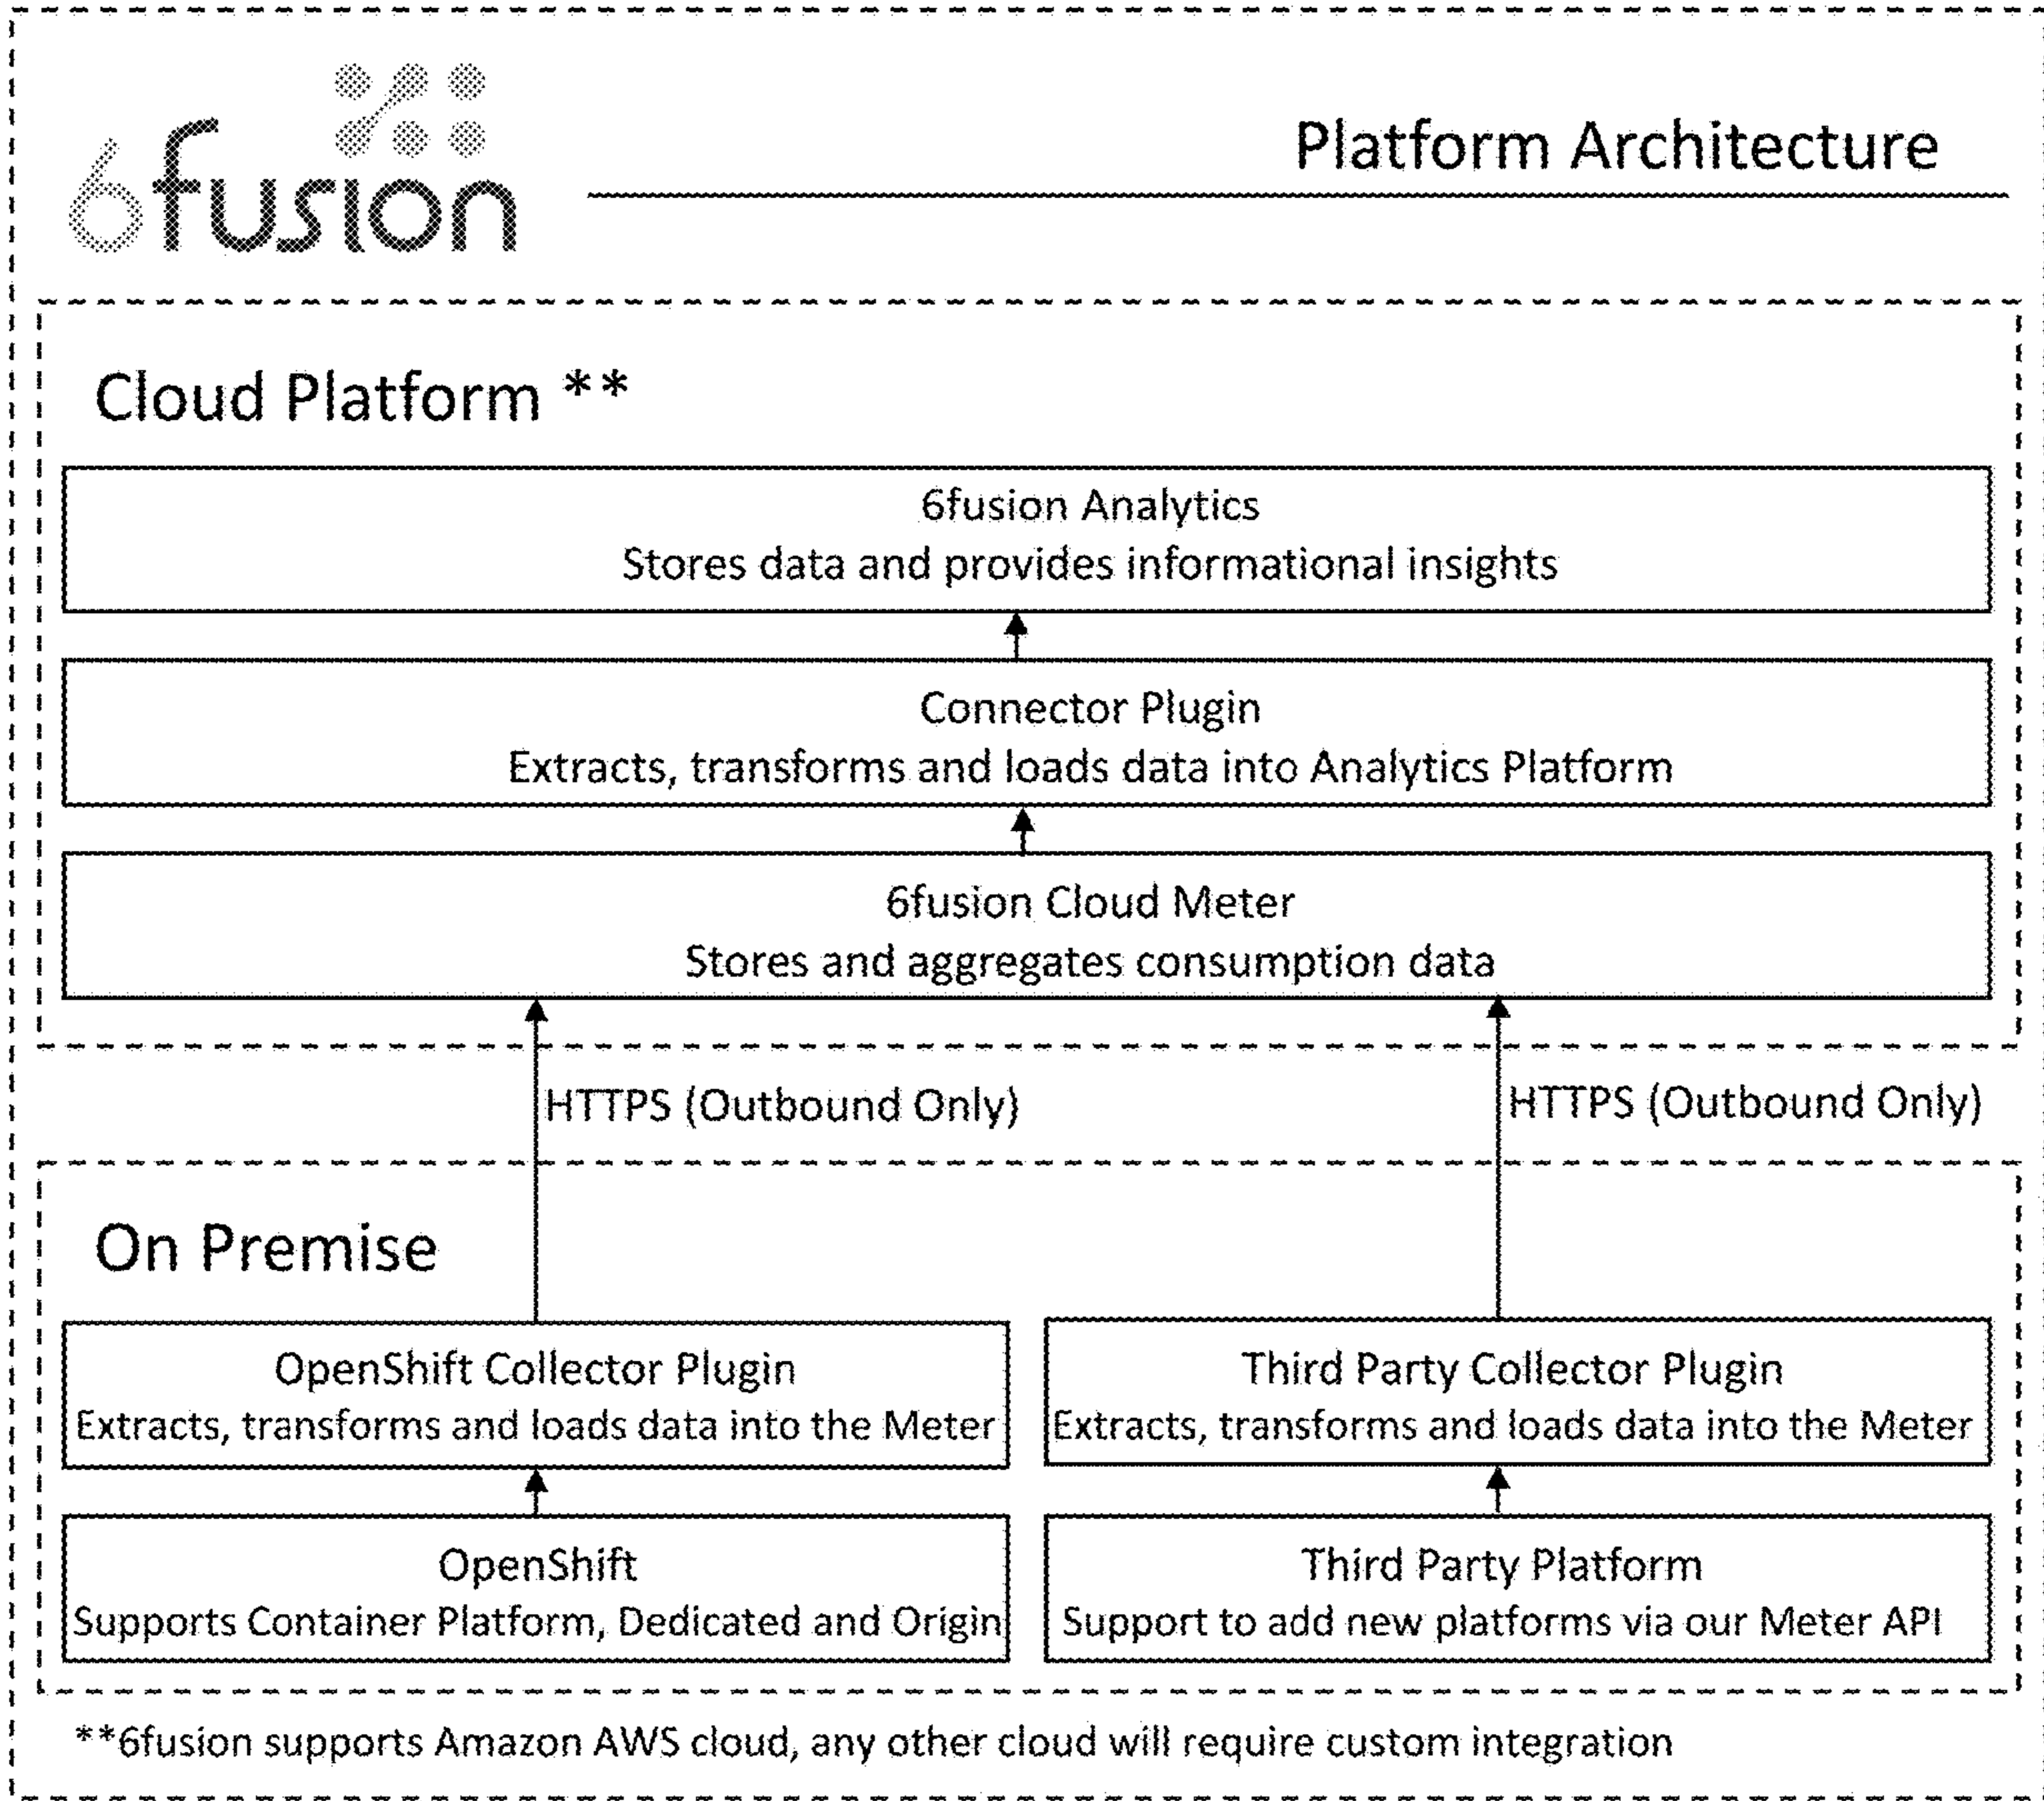 6fusion
Platform Architecture
Cloud Platform **
6fusion Analytics
Stores data and provides informational insights
Connector Plugin
Extracts, transforms and loads data into Analytics Platform
6fusion Cloud Meter
Stores and aggregates consumption data
HTTPS (Outbound Only)
HTTPS (Outbound Only)
On Premise
OpenShift Collector Plugin
Extracts, transforms and loads data into the Meter
Third Party Collector Plugin
Extracts, transforms and loads data into the Meter
OpenShift
Supports Container Platform, Dedicated and Origin
Third Party Platform
Support to add new platforms via our Meter API
**6fusion supports Amazon AWS cloud, any other cloud will require custom integration